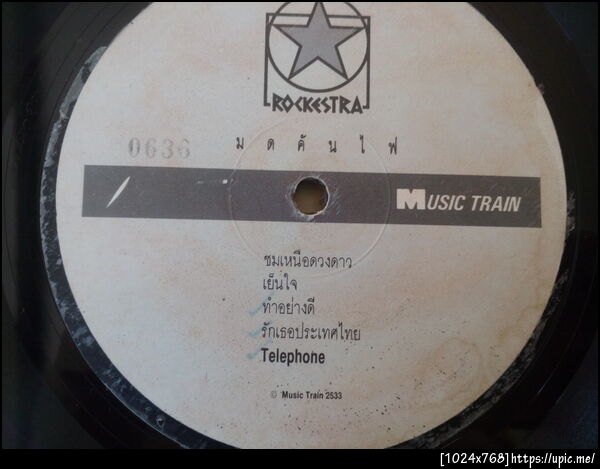 ROCKESTRA
0636
มดคันไฟ
MUSIC TRAIN
ชมเหนือดวงดาว
เย็นใจ
ทำอย่างดี
รักเธอประเทศไทย
Telephone
© Music Train 2533
[1024x768]https://upic.me/